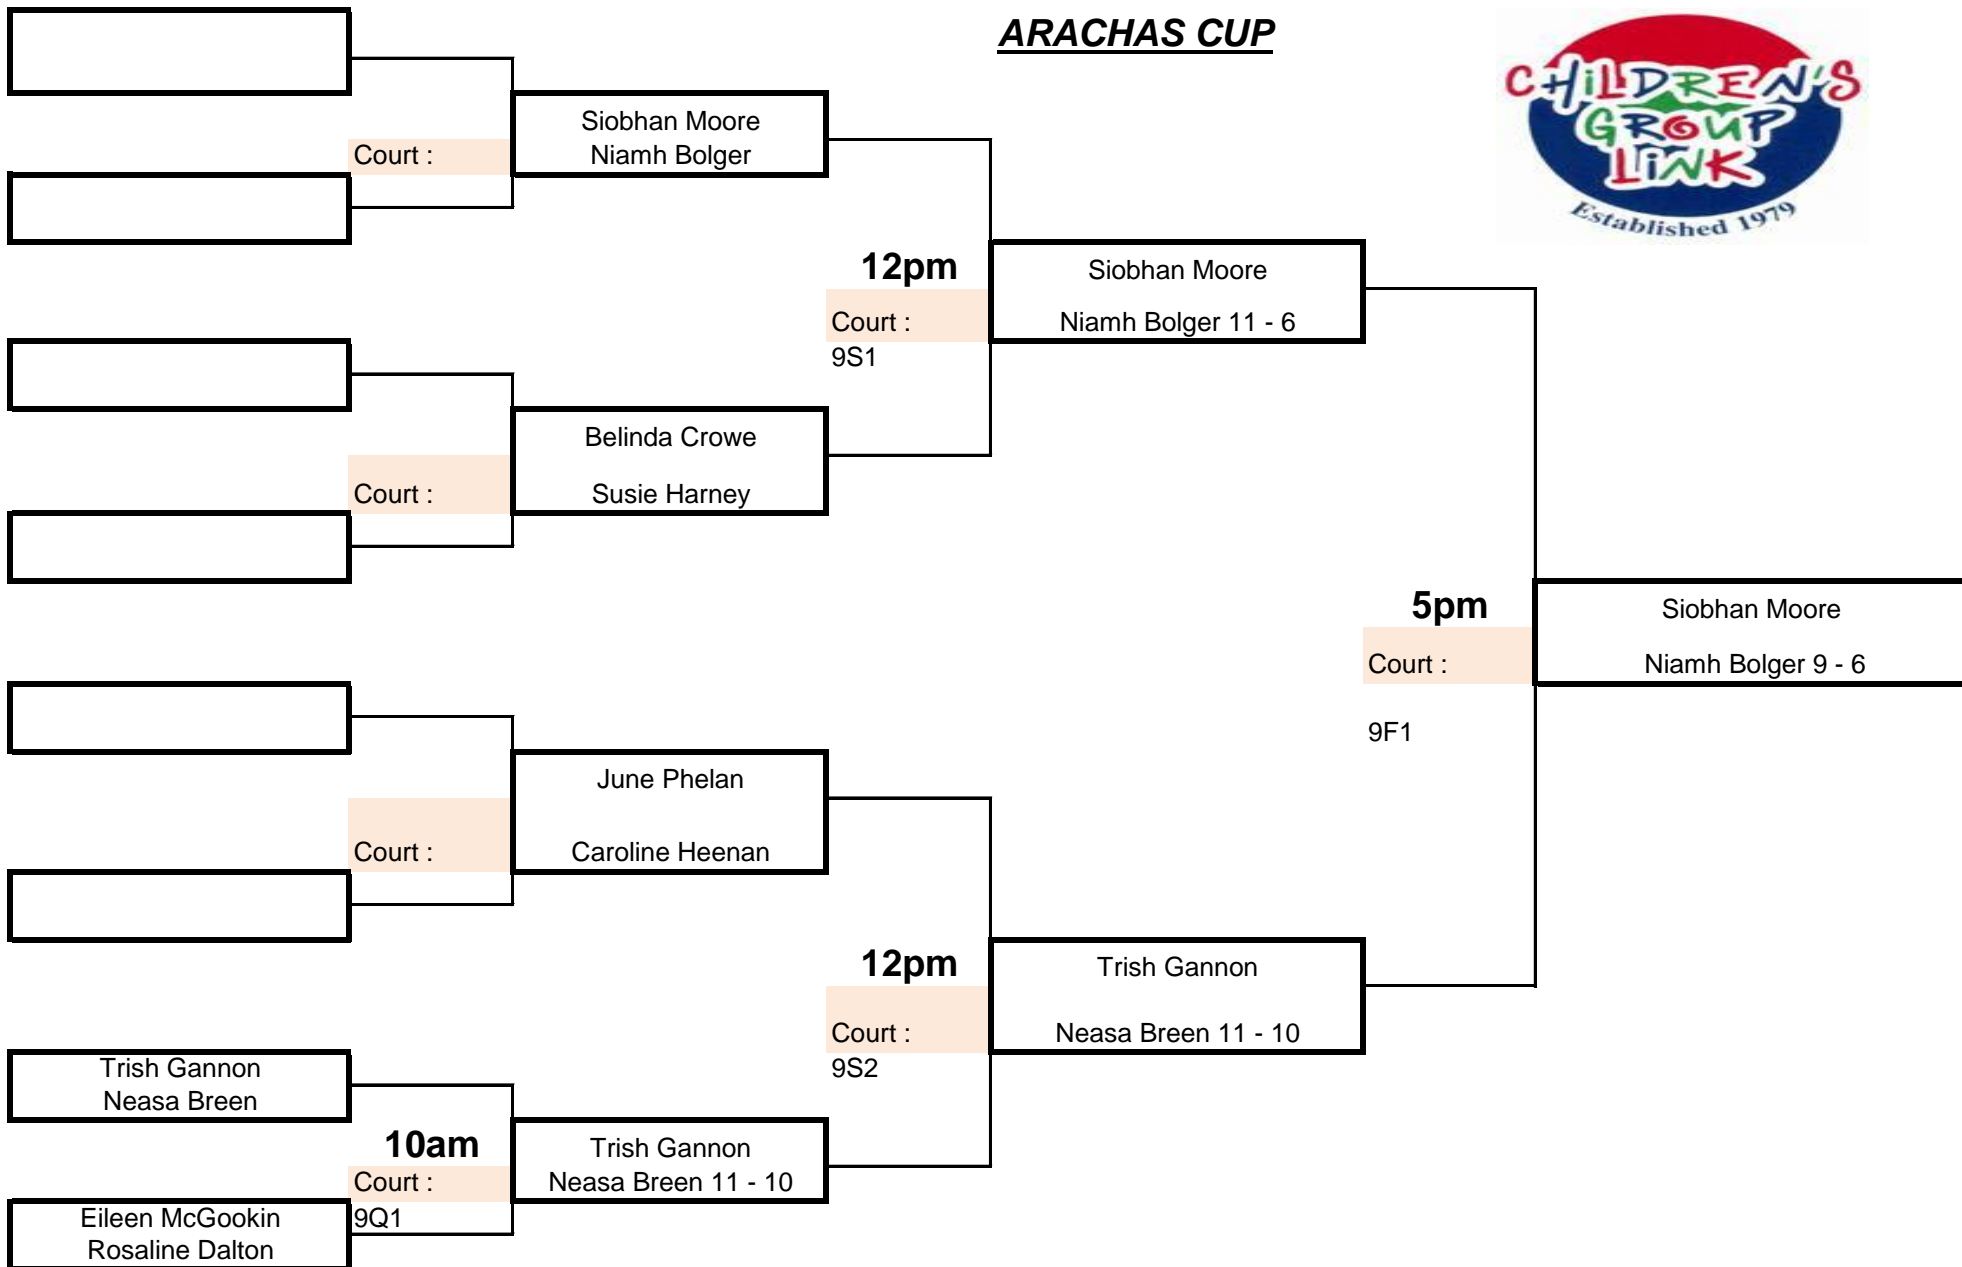 ARACHAS CUP
CHILDREN'S
GROUP
LINK
Established 1979
Siobhan Moore
Niamh Bolger
Court :
12pm
Siobhan Moore
Court :
Niamh Bolger 11 - 6
9S1
Belinda Crowe
Court :
Susie Harney
5pm
Siobhan Moore
Court :
Niamh Bolger 9 - 6
9F1
June Phelan
Court :
Caroline Heenan
12pm
Trish Gannon
Court :
Neasa Breen 11 - 10
9S2
Trish Gannon
Neasa Breen
10am
Trish Gannon
Court :
Neasa Breen 11 - 10
9Q1
Eileen McGookin
Rosaline Dalton